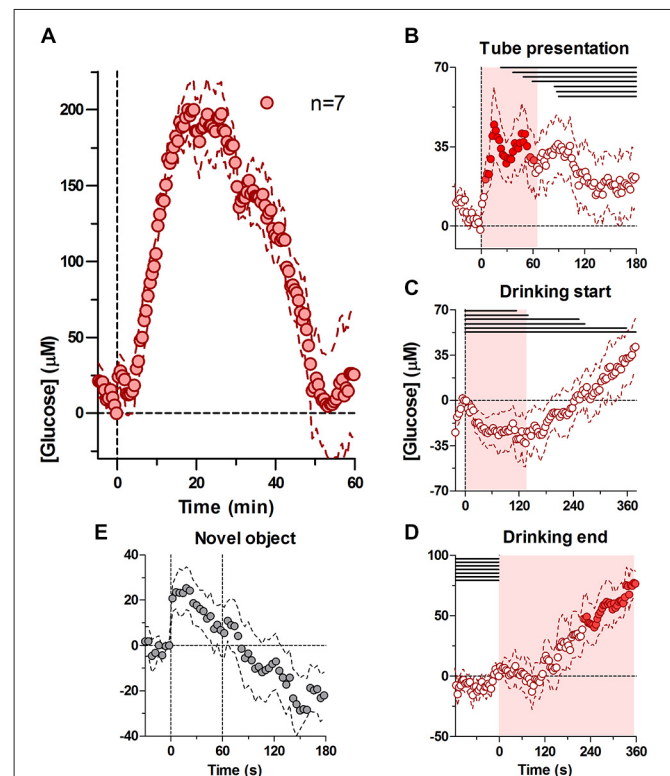 A
n=7
200
150
100
50
0
[Glucose] (μM)
0 20 40 60
Time (min)
B
Tube presentation
70
35
0
0 60 120 180
C
Drinking start
70
35
0
-35
-70
[Glucose] (μM)
0 120 240 360
E
Novel object
40
20
0
-20
-40
0 60 120 180
Time (s)
D
Drinking end
100
50
0
-50
0 120 240 360
Time (s)